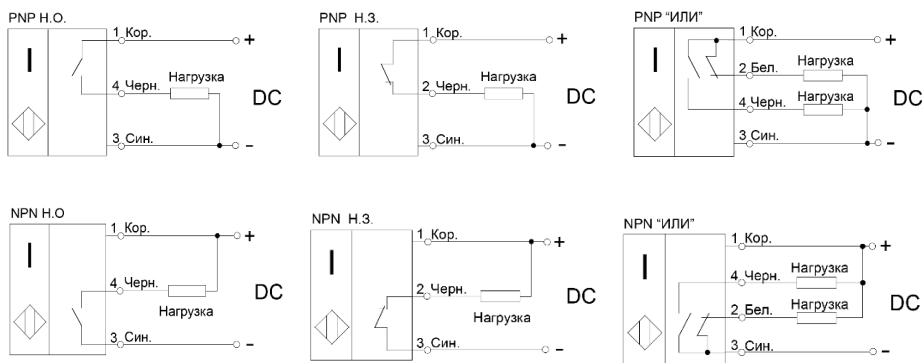 PNP Н.О.
1 Кор.
+
4 Черн.
Нагрузка
DC
3 Син.
-
PNP Н.З.
1 Кор.
+
2 Черн.
Нагрузка
DC
3 Син.
-
PNP “ИЛИ”
1 Кор.
+
2 Бел.
Нагрузка
4 Черн.
Нагрузка
DC
3 Син.
-
NPN Н.О
1 Кор.
+
4 Черн.
Нагрузка
DC
3 Син.
-
NPN Н.З.
1 Кор.
+
2 Черн.
Нагрузка
DC
3 Син.
-
NPN “ИЛИ”
1 Кор.
+
4 Черн.
Нагрузка
2 Бел.
Нагрузка
DC
3 Син.
-